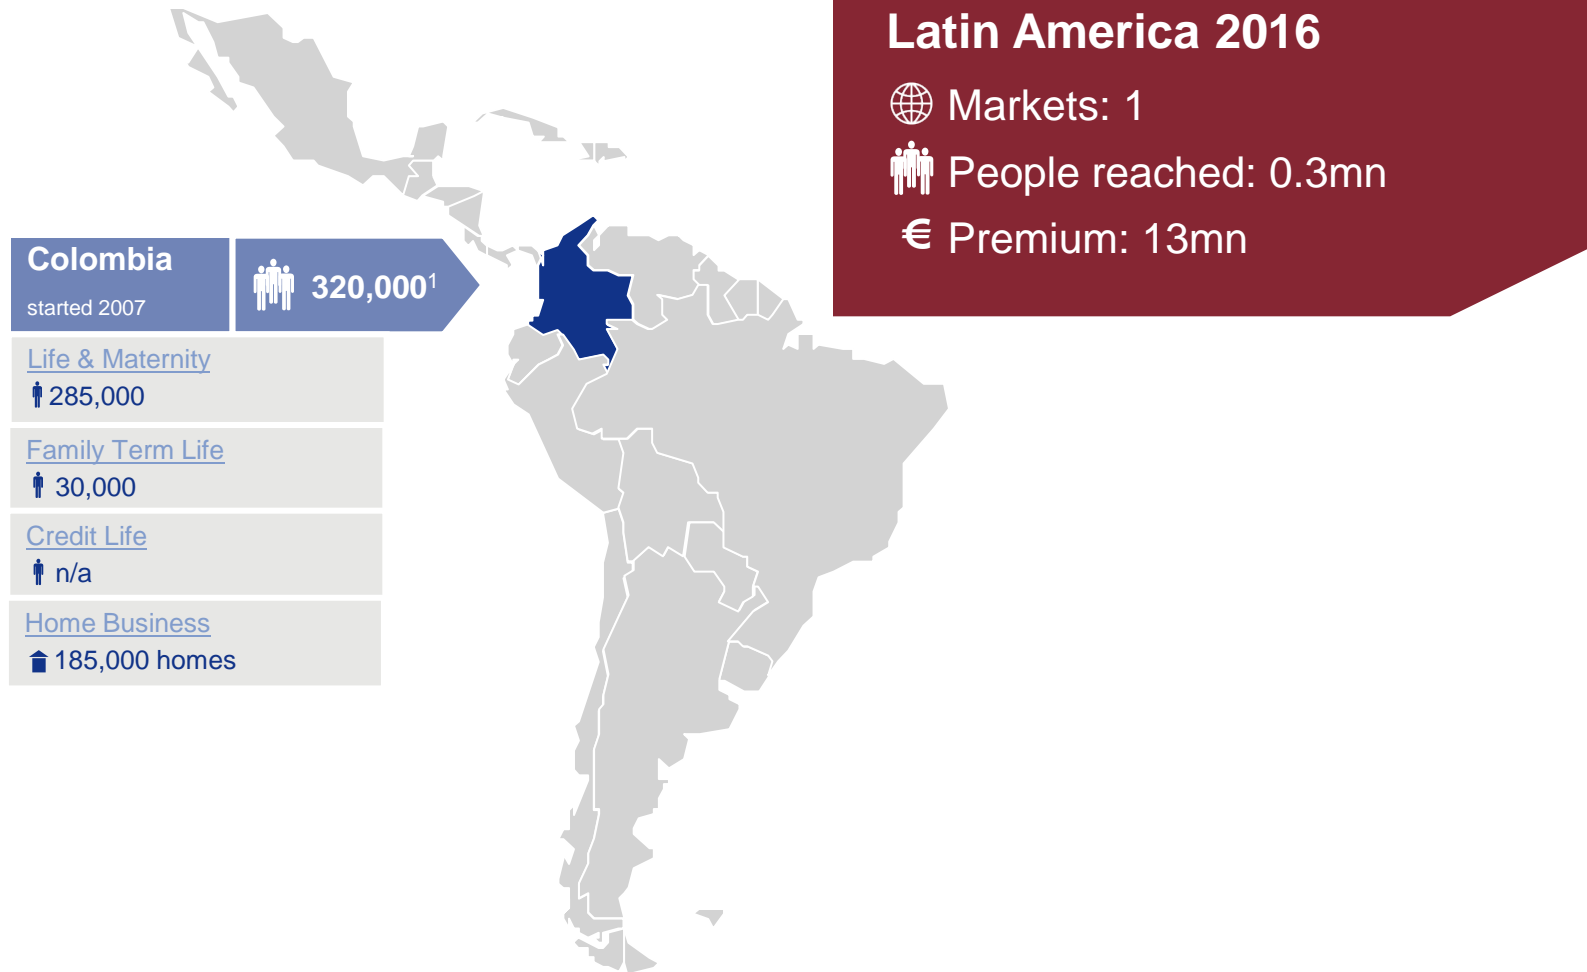 Latin America 2016
Markets: 1
People reached: 0.3mn
€ Premium: 13mn
Colombia
started 2007
320,000¹
Life & Maternity
285,000
Family Term Life
30,000
Credit Life
n/a
Home Business
185,000 homes